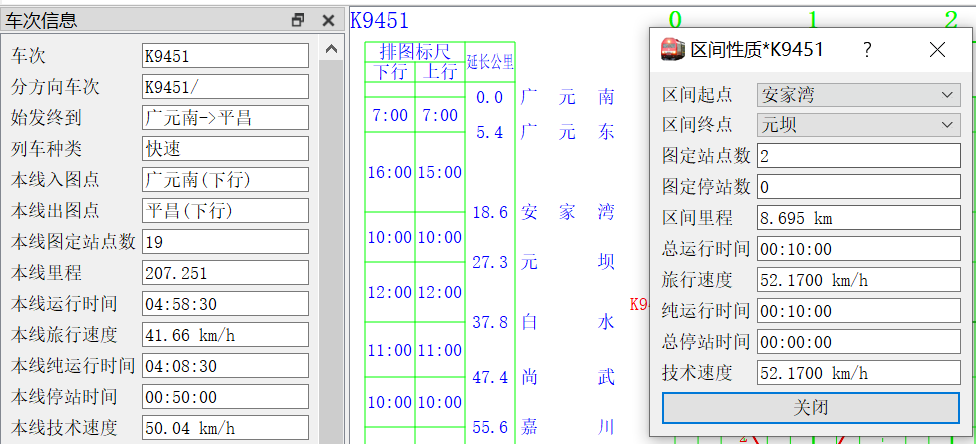 车次信息
车次 K9451
分方向车次 K9451/
始发终到 广元南->平昌
列车种类 快速
本线入图点 广元南(下行)
本线出图点 平昌(下行)
本线图定站点数 19
本线里程 207.251
本线运行时间 04:58:30
本线旅行速度 41.66 km/h
本线纯运行时间 04:08:30
本线停站时间 00:50:00
本线技术速度 50.04 km/h
K9451
0 1 2
排图标尺 延长公里
下行 上行
0.0 广元南
7:00 7:00
5.4 广元东
16:00 15:00
18.6 安家湾
10:00 10:00
27.3 元坝
12:00 12:00
37.8 白水
11:00 11:00
47.4 尚武
10:00 10:00
55.6 嘉川
K9
区间性质*K9451 ?
区间起点 安家湾
区间终点 元坝
图定站点数 2
图定停站数 0
区间里程 8.695 km
总运行时间 00:10:00
旅行速度 52.1700 km/h
纯运行时间 00:10:00
总停站时间 00:00:00
技术速度 52.1700 km/h
关闭